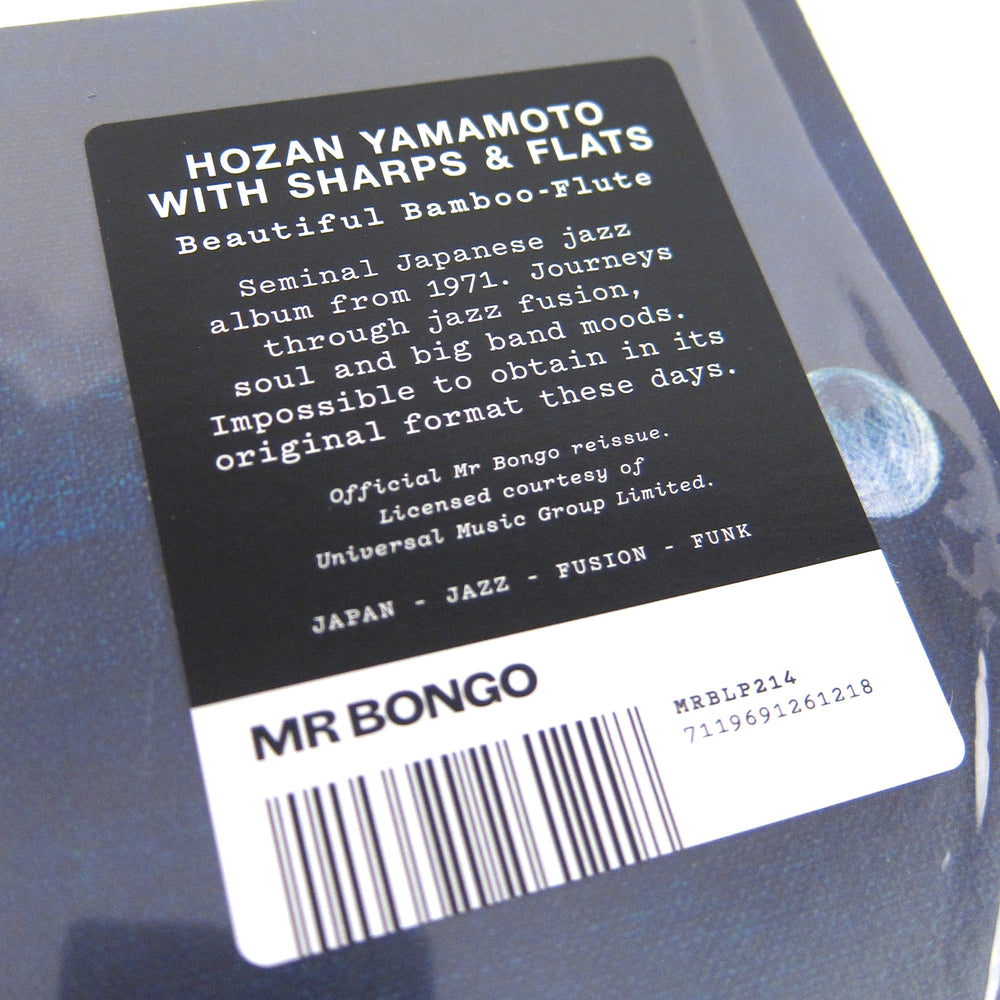 HOZAN YAMAMOTO
WITH SHARPS & FLATS
Beautiful Bamboo-Flute
Seminal Japanese jazz
album from 1971. Journeys
through jazz fusion,
soul and big band moods.
Impossible to obtain in its
original format these days.
Official Mr Bongo reissue.
Licensed courtesy of
Universal Music Group Limited.
JAPAN - JAZZ - FUSION - FUNK
MR BONGO
MRBLP214
7119691261218